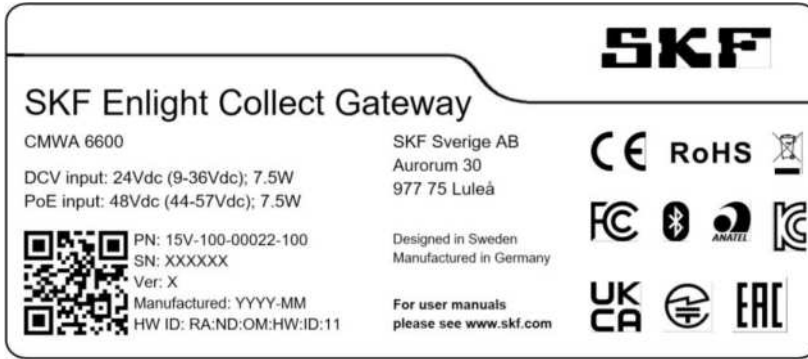 SKF
SKF Enlight Collect Gateway
CMWA 6600
DCV input: 24Vdc (9-36Vdc); 7.5W
PoE input: 48Vdc (44-57Vdc); 7.5W
PN: 15V-100-00022-100
SN: XXXXXX
Ver: X
Manufactured: YYYY-MM
HW ID: RA:ND:OM:HW:ID:11
SKF Sverige AB
Aurorum 30
977 75 Luleå
Designed in Sweden
Manufactured in Germany
For user manuals
please see www.skf.com
CE RoHS
FC ANATEL KC
UK
CA EAC